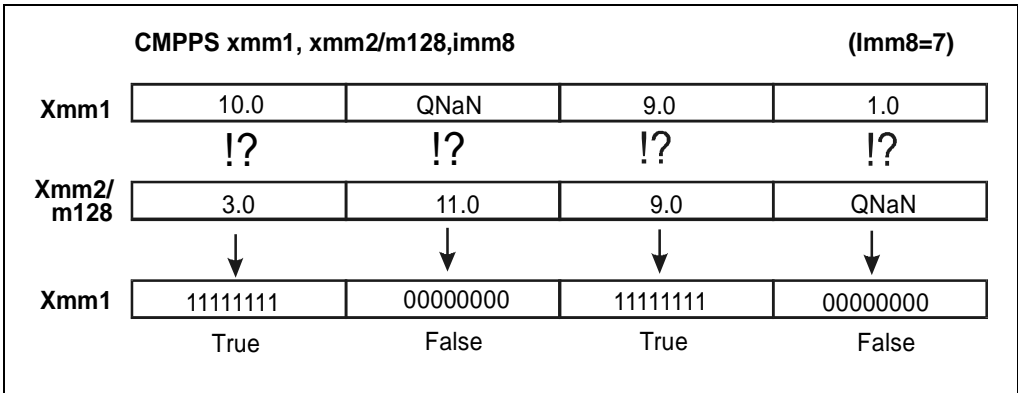 CMPPS xmm1, xmm2/m128,imm8 (Imm8=7)
Xmm1 10.0 QNaN 9.0 1.0
!? !? !? !?
Xmm2/
m128 3.0 11.0 9.0 QNaN
Xmm1 11111111 00000000 11111111 00000000
True False True False